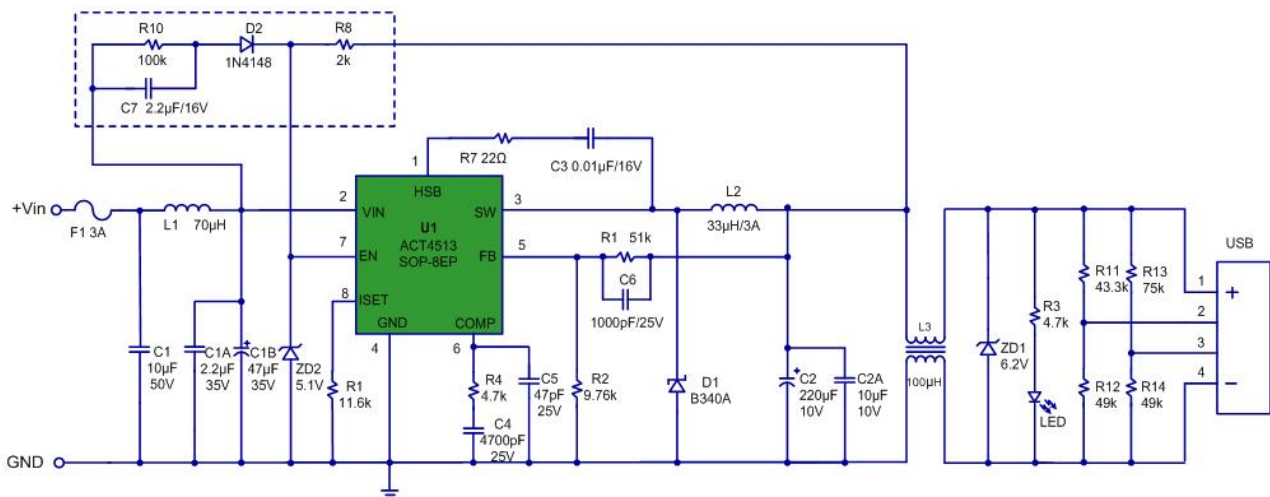 R10
100k
D2
1N4148
R8
2k
C7 2.2µF/16V
+Vin
F1 3A
L1 70µH
C1
10µF
50V
C1A
2.2µF
35V
+
C1B
47µF
35V
ZD2
5.1V
R1
11.6k
1
HSB
2
VIN
7
EN
8
ISET
U1
ACT4513
SOP-8EP
SW
3
FB
5
GND
4
COMP
6
R7 22Ω
C3 0.01µF/16V
L2
33µH/3A
R1 51k
C6
1000pF/25V
R4
4.7k
C4
4700pF
25V
C5
47pF
25V
R2
9.76k
D1
B340A
+
C2
220µF
10V
C2A
10µF
10V
L3
100µH
ZD1
6.2V
R3
4.7k
LED
R11
43.3k
R13
75k
R12
49k
R14
49k
USB
1
+
2
3
4
−
GND